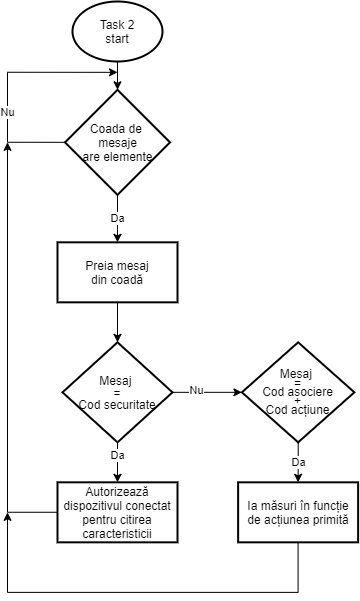 Task 2
start
Nu
Coada de
mesaje
are elemente
Da
Preia mesaj
din coadă
Mesaj
=
Cod securitate
Nu
Mesaj
=
Cod asociere
+
Cod acțiune
Da
Da
Autorizează
dispozitivul conectat
pentru citirea
caracteristicii
Ia măsuri în funcție
de acțiunea primită